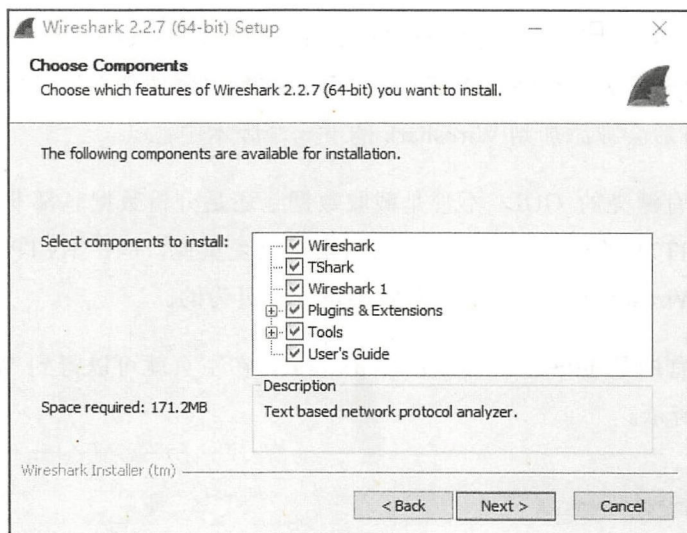 Wireshark 2.2.7 (64-bit) Setup
Choose Components
Choose which features of Wireshark 2.2.7 (64-bit) you want to install.
The following components are available for installation.
Select components to install:
Wireshark
TShark
Wireshark 1
Plugins & Extensions
Tools
User's Guide
Space required: 171.2MB
Description
Text based network protocol analyzer.
Wireshark Installer (tm)
< Back
Next >
Cancel